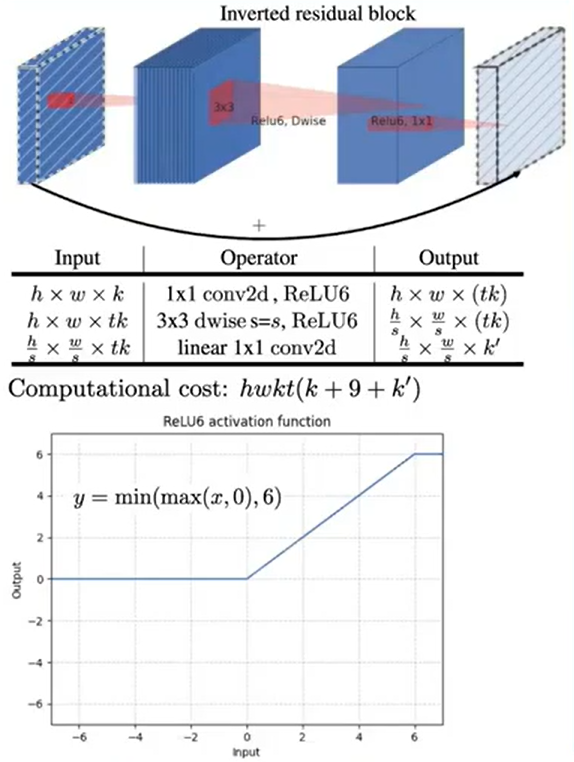 Inverted residual block
3x3
Relu6, Dwise
Relu6, 1x1
+
Input Operator Output
h × w × k 1x1 conv2d , ReLU6 h × w × (tk)
h × w × tk 3x3 dwise s=s, ReLU6 h/s × w/s × (tk)
h/s × w/s × tk linear 1x1 conv2d h/s × w/s × k′
Computational cost: hwkt(k + 9 + k′)
ReLU6 activation function
y = min(max(x, 0), 6)
6
4
2
0
−2
−4
−6
Output
−6 −4 −2 0 2 4 6
Input